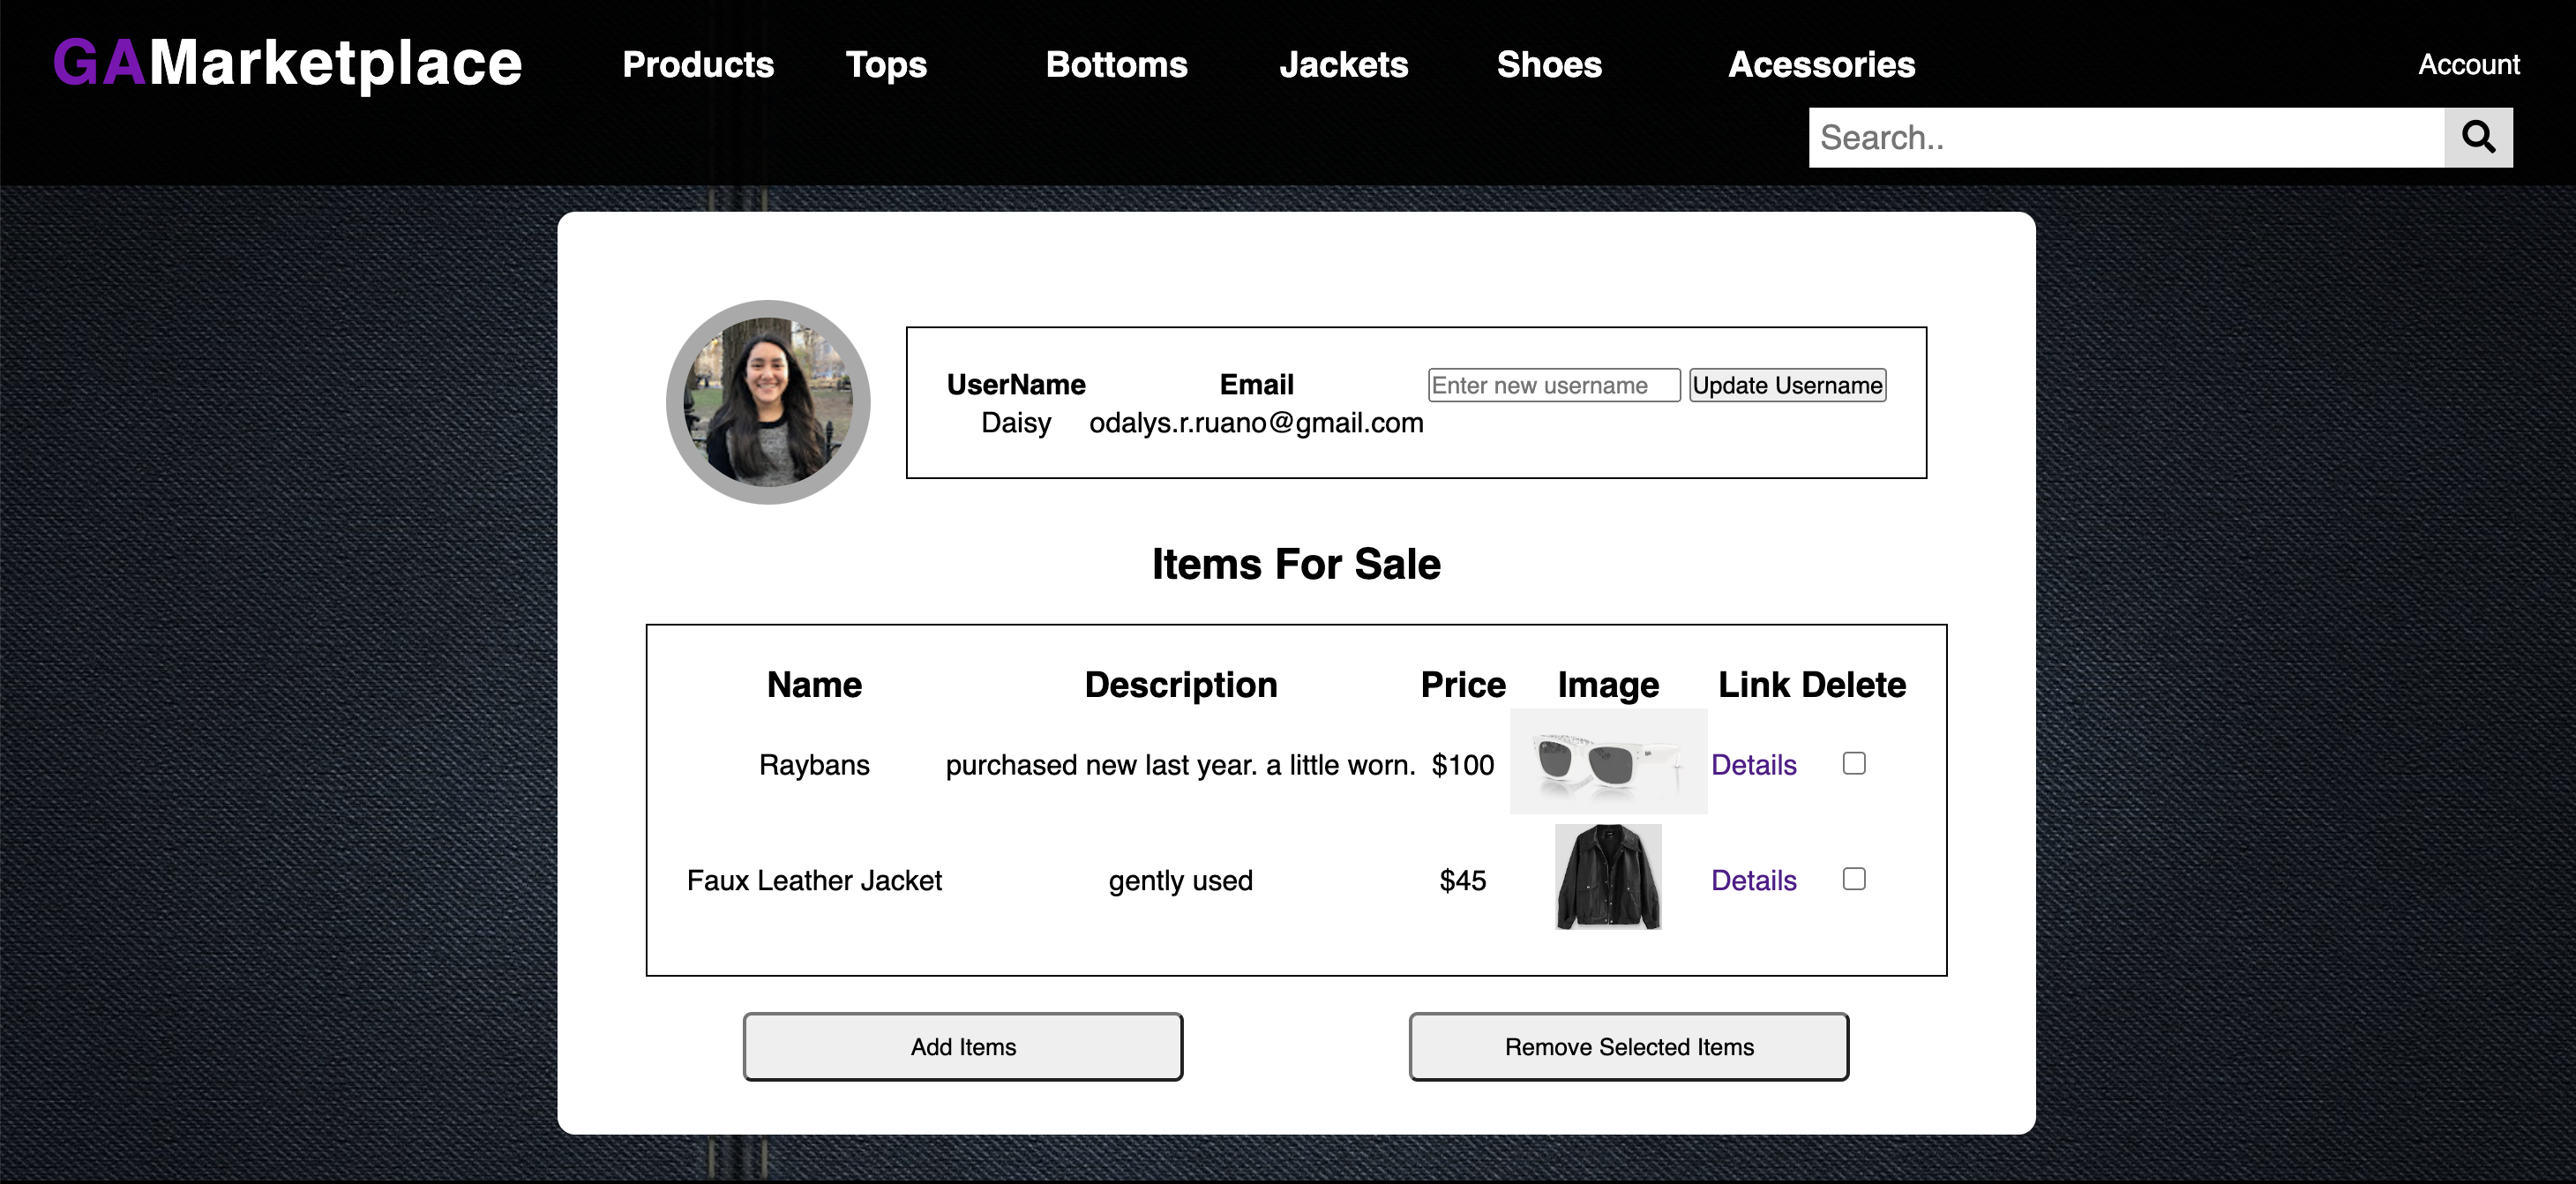 GAMarketplace Products Tops Bottoms Jackets Shoes Acessories Account
Search..
UserName Email Enter new username Update Username
Daisy odalys.r.ruano@gmail.com
Items For Sale
Name Description Price Image Link Delete
Raybans purchased new last year. a little worn. $100 Details
Faux Leather Jacket gently used $45 Details
Add Items Remove Selected Items